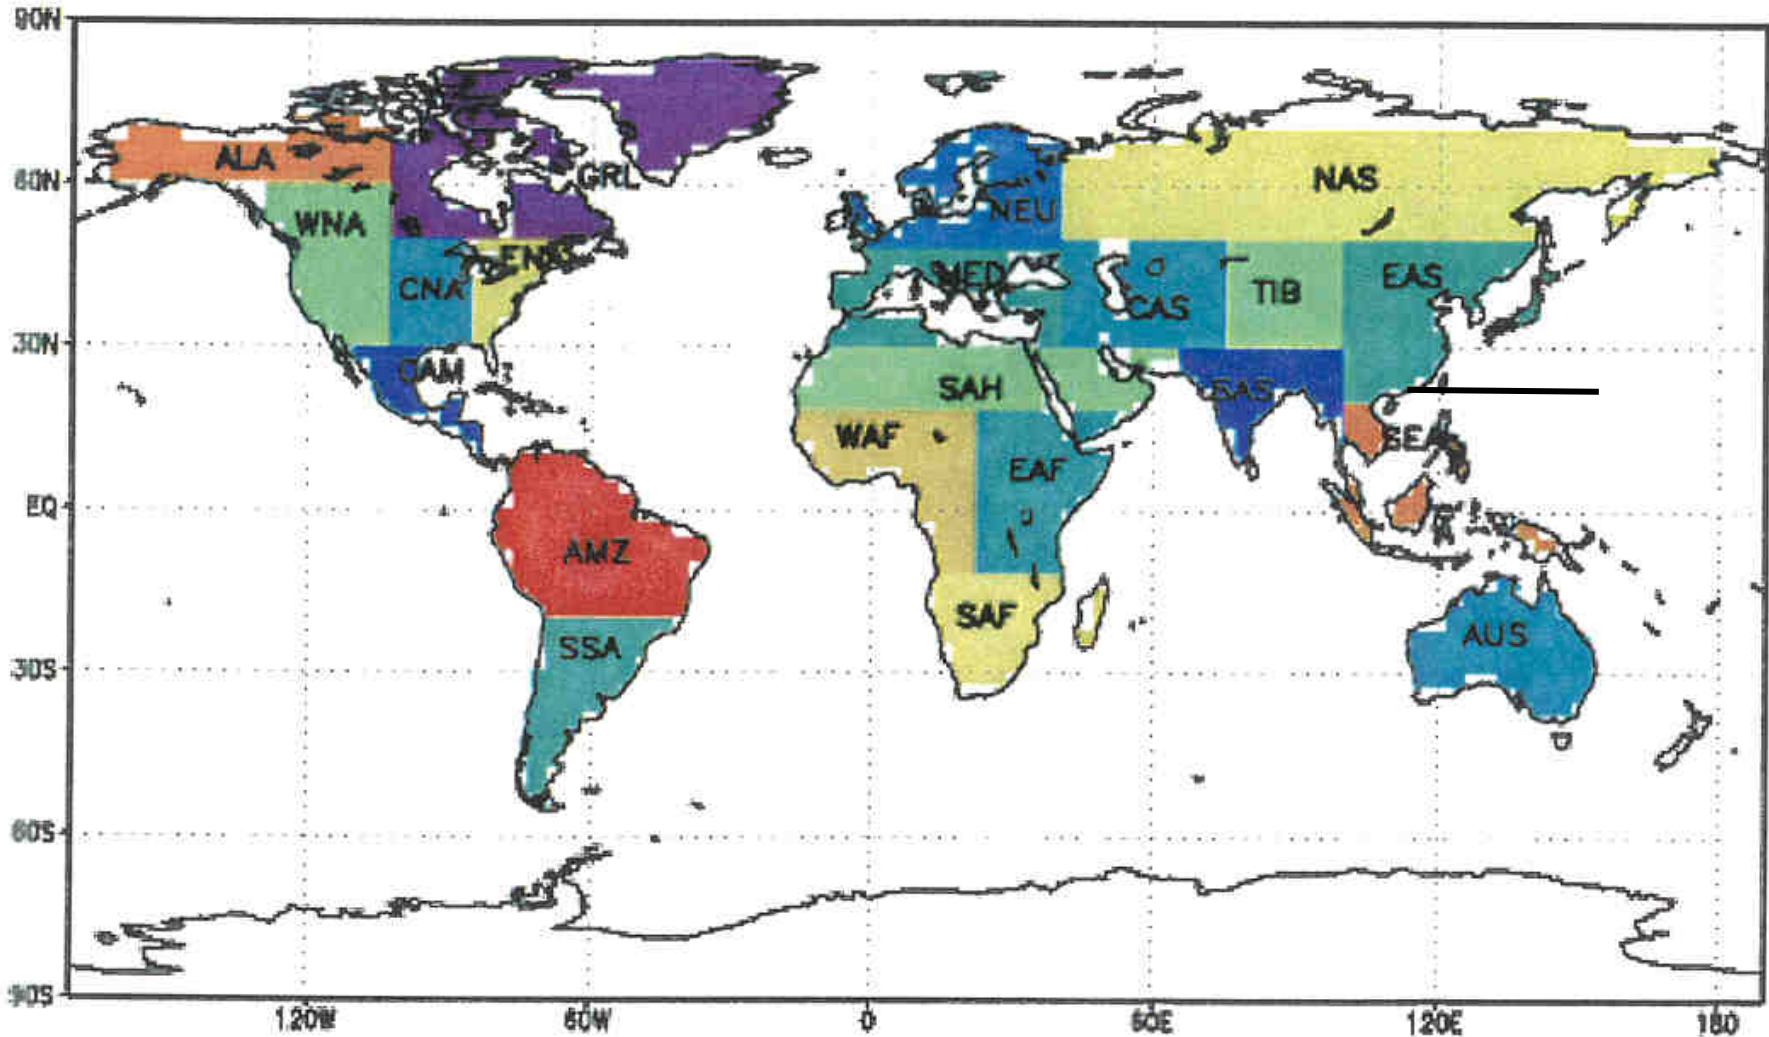 90N
60N
30N
EQ
30S
60S
90S
ALA
GRL
NAS
WNA
NEU
CNA
ENA
MED
CAS
TIB
EAS
CAM
SAH
SAS
WAF
EAF
SEA
AMZ
SAF
SSA
AUS
120W
60W
0
60E
120E
180